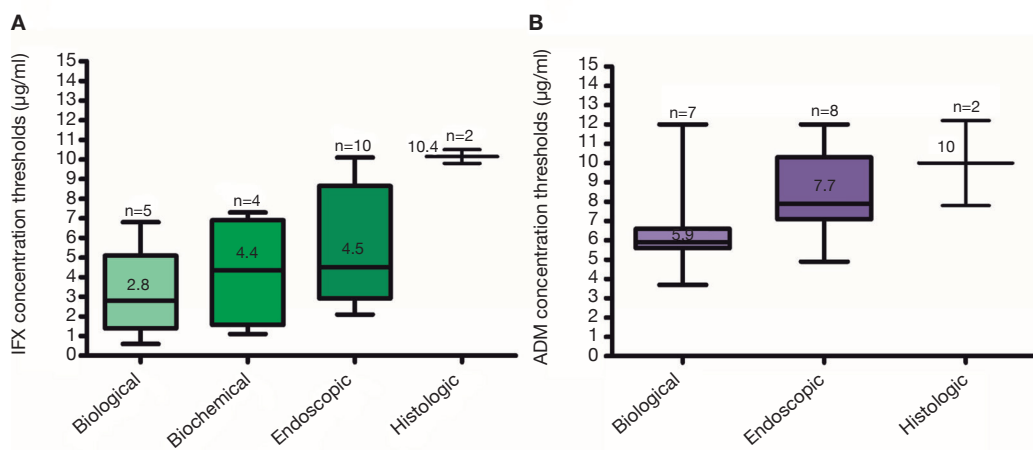 A
IFX concentration thresholds (µg/ml)
15
14
13
12
11
10
9
8
7
6
5
4
3
2
1
0
n=5
2.8
n=4
4.4
n=10
4.5
n=2
10.4
Biological
Biochemical
Endoscopic
Histologic
B
ADM concentration thresholds (µg/ml)
15
14
13
12
11
10
9
8
7
6
5
4
3
2
1
0
n=7
5.9
n=8
7.7
n=2
10
Biological
Endoscopic
Histologic